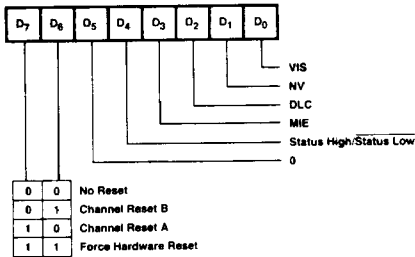 D7 D6 D5 D4 D3 D2 D1 D0
VIS
NV
DLC
MIE
Status High/Status Low
0
0 0 No Reset
0 1 Channel Reset B
1 0 Channel Reset A
1 1 Force Hardware Reset